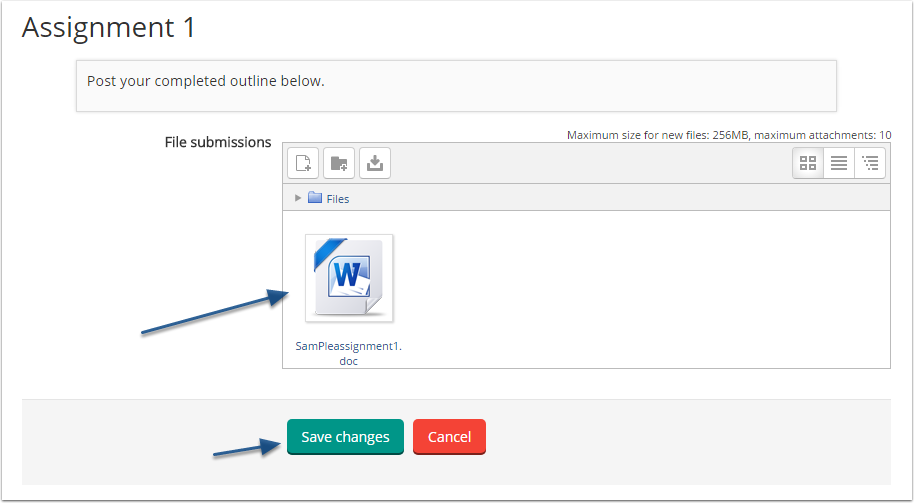 Assignment 1
Post your completed outline below.
Maximum size for new files: 256MB, maximum attachments: 10
File submissions
Files
W
SamPleassignment1.
doc
Save changes
Cancel